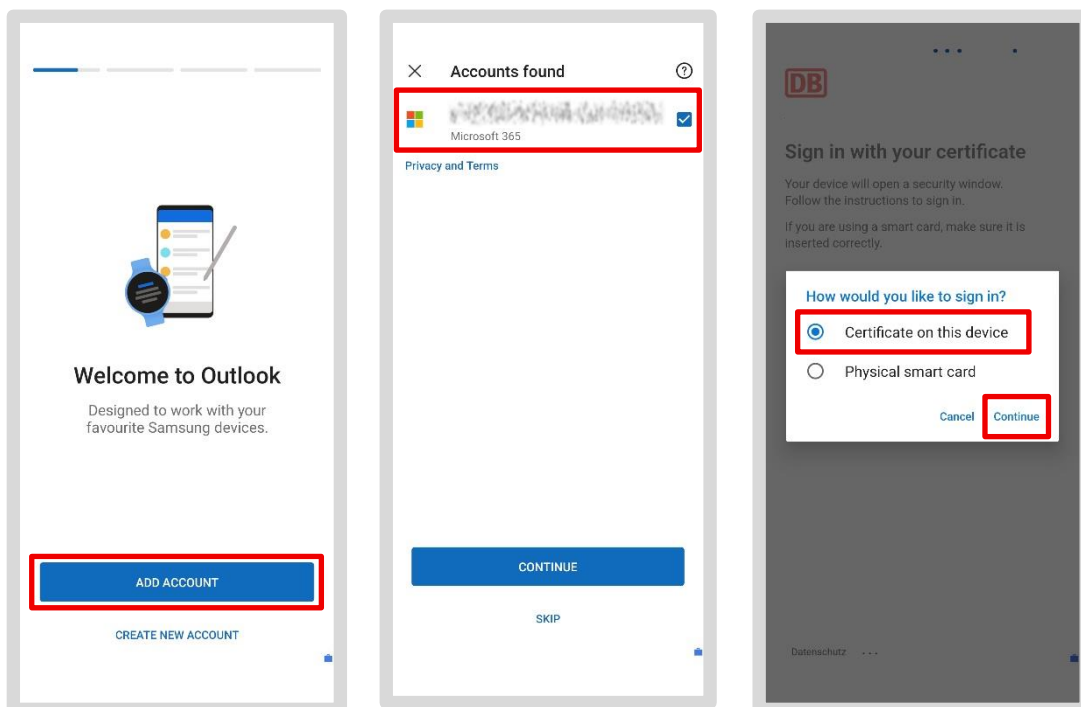 Welcome to Outlook
Designed to work with your
favourite Samsung devices.
ADD ACCOUNT
CREATE NEW ACCOUNT
Accounts found
Microsoft 365
Privacy and Terms
CONTINUE
SKIP
DB
Sign in with your certificate
Your device will open a security window.
Follow the instructions to sign in.
If you are using a smart card, make sure it is
inserted correctly.
How would you like to sign in?
Certificate on this device
Physical smart card
Cancel Continue
Datenschutz ...